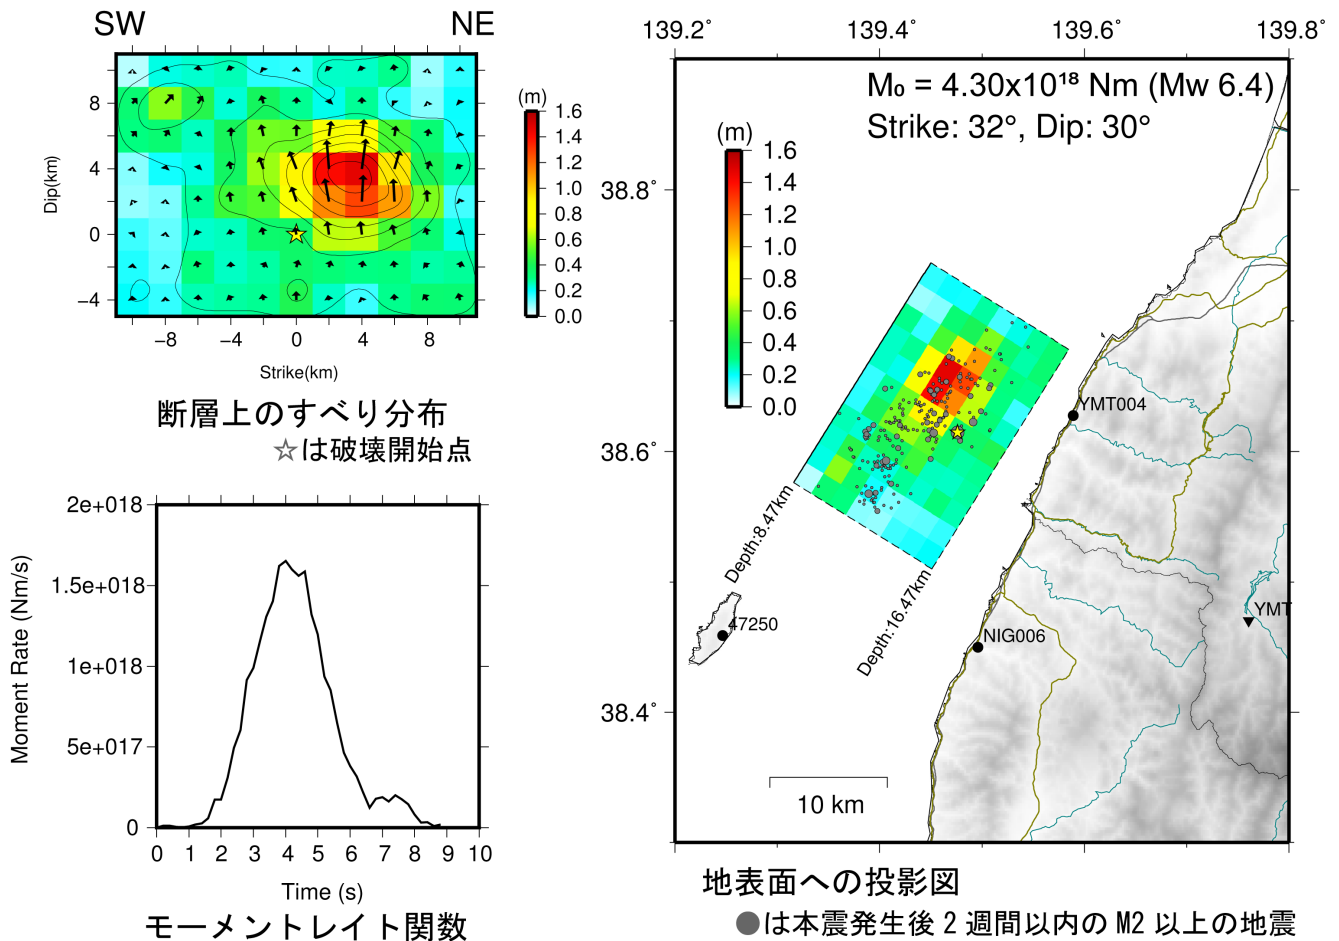 SW NE
8
4
0
−4
Dip(km)
−8 −4 0 4 8
Strike(km)
(m)
1.6
1.4
1.2
1.0
0.8
0.6
0.4
0.2
0.0
断層上のすべり分布
☆は破壊開始点
2e+018
1.5e+018
1e+018
5e+017
0
Moment Rate (Nm/s)
0 1 2 3 4 5 6 7 8 9 10
Time (s)
モーメントレイト関数
139.2° 139.4° 139.6° 139.8°
M₀ = 4.30x10¹⁸ Nm (Mw 6.4)
Strike: 32°, Dip: 30°
(m)
1.6
1.4
1.2
1.0
0.8
0.6
0.4
0.2
0.0
38.8°
38.6°
38.4°
YMT004
Depth:8.47km
Depth:16.47km
47250
NIG006
YMT
10 km
地表面への投影図
●は本震発生後2週間以内のM2以上の地震